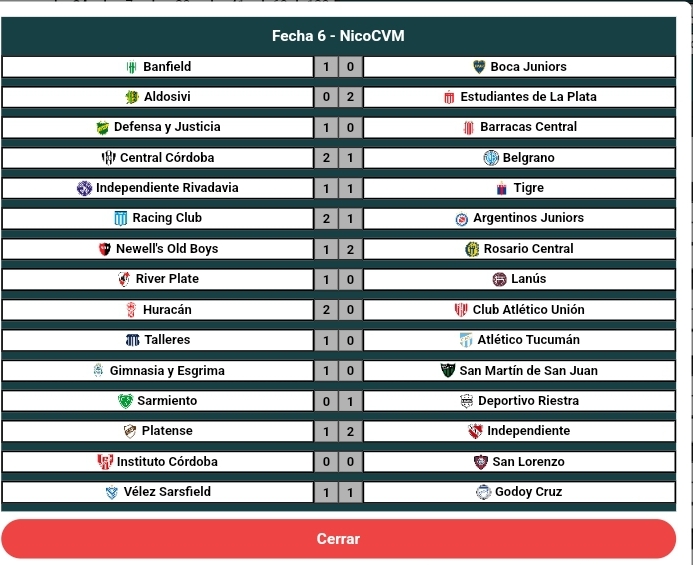 Fecha 6 - NicoCVM
Banfield 1 0 Boca Juniors
Aldosivi 0 2 Estudiantes de La Plata
Defensa y Justicia 1 0 Barracas Central
Central Córdoba 2 1 Belgrano
Independiente Rivadavia 1 1 Tigre
Racing Club 2 1 Argentinos Juniors
Newell's Old Boys 1 2 Rosario Central
River Plate 1 0 Lanús
Huracán 2 0 Club Atlético Unión
Talleres 1 0 Atlético Tucumán
Gimnasia y Esgrima 1 0 San Martín de San Juan
Sarmiento 0 1 Deportivo Riestra
Platense 1 2 Independiente
Instituto Córdoba 0 0 San Lorenzo
Vélez Sarsfield 1 1 Godoy Cruz
Cerrar